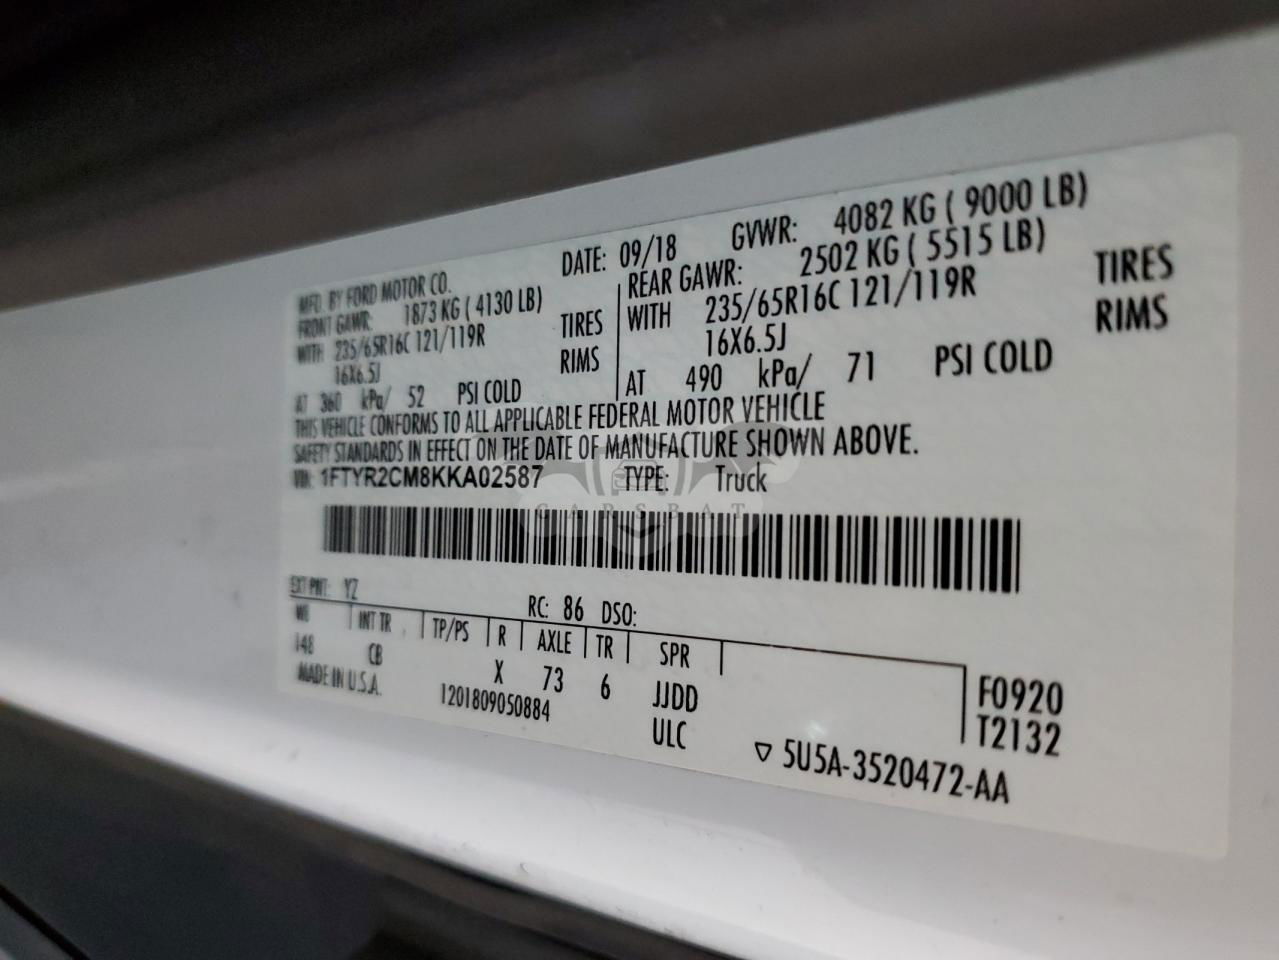 MFD. BY FORD MOTOR CO. DATE: 09/18 GVWR: 4082 KG ( 9000 LB)
FRONT GAWR: 1873 KG ( 4130 LB) REAR GAWR: 2502 KG ( 5515 LB)
WITH 235/65R16C 121/119R TIRES WITH 235/65R16C 121/119R TIRES
16X6.5J RIMS 16X6.5J RIMS
AT 360 kPa/ 52 PSI COLD AT 490 kPa/ 71 PSI COLD
THIS VEHICLE CONFORMS TO ALL APPLICABLE FEDERAL MOTOR VEHICLE
SAFETY STANDARDS IN EFFECT ON THE DATE OF MANUFACTURE SHOWN ABOVE.
VIN: 1FTYR2CM8KKA02587 TYPE: Truck
CARSBAT
EXT PNT: YZ RC: 86 DSO:
WB INT TR TP/PS R AXLE TR SPR
148 CB X 73 6 JJDD F0920
MADE IN U.S.A. 1201809050884 ULC T2132
▽ 5U5A-3520472-AA